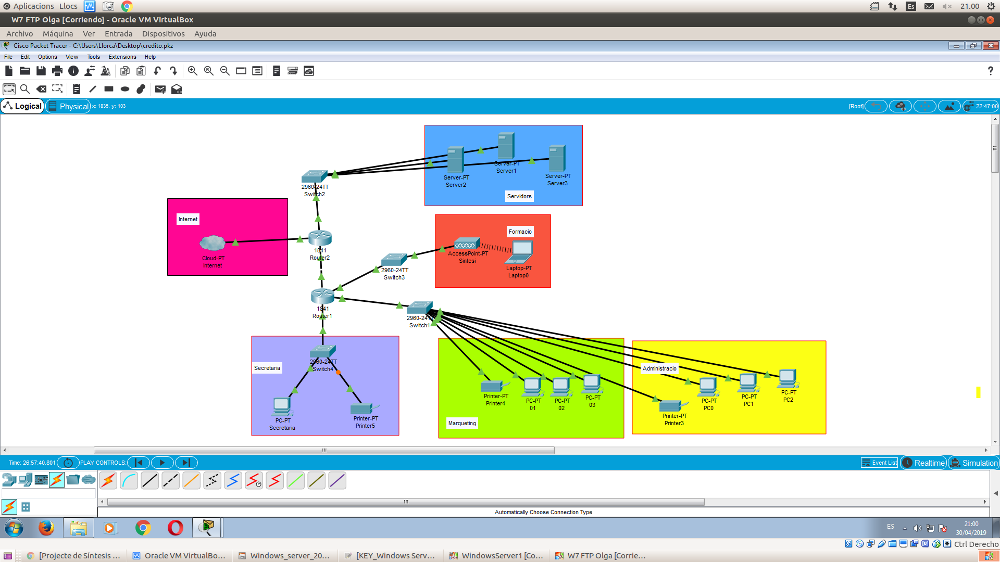 Aplicacions Llocs Es 21.00
W7 FTP Olga [Corriendo] - Oracle VM VirtualBox
Archivo Máquina Ver Entrada Dispositivos Ayuda
Cisco Packet Tracer - C:\Users\Llorca\Desktop\credito.pkz
File Edit Options View Tools Extensions Help
Logical Physical x: 1835, y: 103 [Root] 22:47:00
Server-PT
Server1
Server-PT
Server2
Server-PT
Server3
Servidors
2960-24TT
Switch2
Internet
Cloud-PT
Internet
1841
Router2
Formacio
AccessPoint-PT
Sintesi
Laptop-PT
Laptop0
2960-24TT
Switch3
1841
Router1
2960-24TT
Switch1
Secretaria
2960-24TT
Switch4
PC-PT
Secretaria
Printer-PT
Printer5
Printer-PT
Printer4
PC-PT
01
PC-PT
02
PC-PT
03
Marqueting
Administracio
Printer-PT
Printer3
PC-PT
PC0
PC-PT
PC1
PC-PT
PC2
Time: 26:57:40.801 PLAY CONTROLS: Event List Realtime Simulation
Automatically Choose Connection Type
ES 21:00
30/04/2019
Ctrl Derecho
[Projecte de Síntesis ... Oracle VM VirtualBo... Windows_server_20... [KEY_Windows Serv... WindowsServer1 [Co... W7 FTP Olga [Corrie...